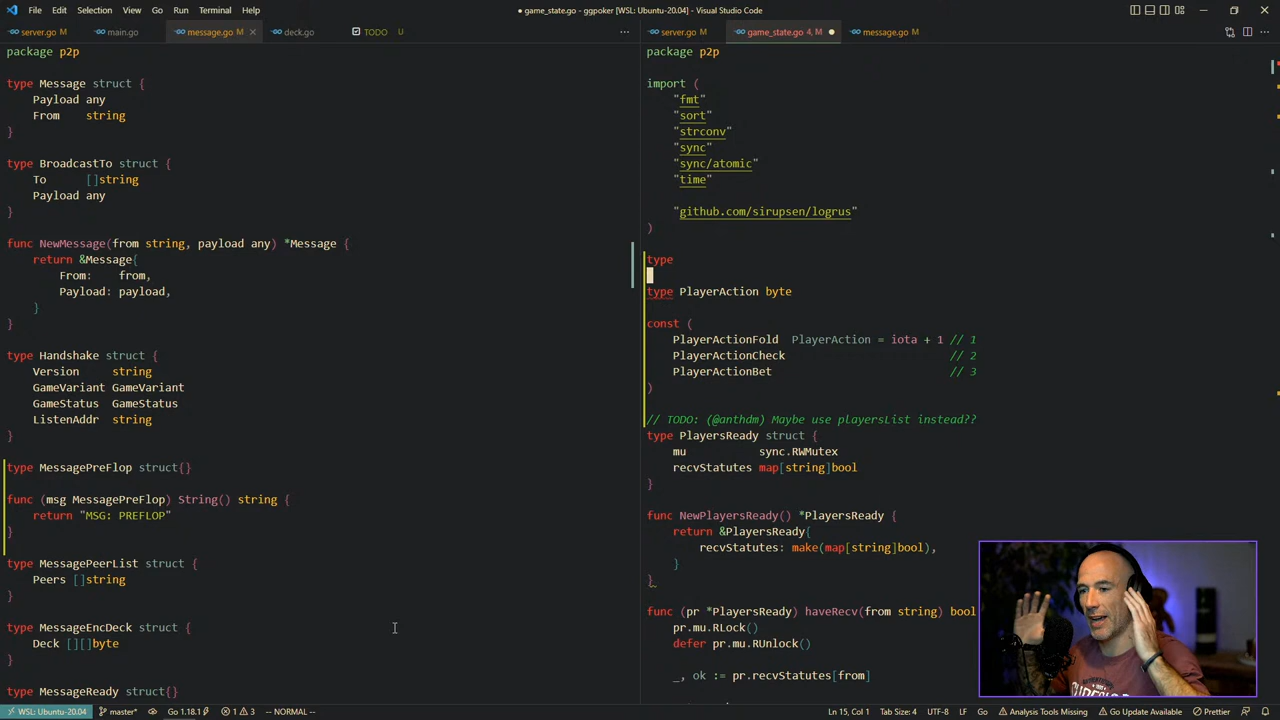 File Edit Selection View Go Run Terminal Help
● game_state.go - ggpoker [WSL: Ubuntu-20.04] - Visual Studio Code
server.go M main.go message.go M × deck.go TODO U ···
server.go M game_state.go 4, M ● message.go M ···
package p2p
type Message struct {
Payload any
From string
}
type BroadcastTo struct {
To []string
Payload any
}
func NewMessage(from string, payload any) *Message {
return &Message{
From: from,
Payload: payload,
}
}
type Handshake struct {
Version string
GameVariant GameVariant
GameStatus GameStatus
ListenAddr string
}
type MessagePreFlop struct{}
func (msg MessagePreFlop) String() string {
return "MSG: PREFLOP"
}
type MessagePeerList struct {
Peers []string
}
type MessageEncDeck struct {
Deck [][]byte
}
type MessageReady struct{}
package p2p
import (
"fmt"
"sort"
"strconv"
"sync"
"sync/atomic"
"time"
"github.com/sirupsen/logrus"
)
type
type PlayerAction byte
const (
PlayerActionFold PlayerAction = iota + 1 // 1
PlayerActionCheck // 2
PlayerActionBet // 3
)
// TODO: (@anthdm) Maybe use playersList instead??
type PlayersReady struct {
mu sync.RWMutex
recvStatutes map[string]bool
}
func NewPlayersReady() *PlayersReady {
return &PlayersReady{
recvStatutes: make(map[string]bool),
}
}
func (pr *PlayersReady) haveRecv(from string) bool
pr.mu.RLock()
defer pr.mu.RUnlock()
_, ok := pr.recvStatutes[from]
WSL: Ubuntu-20.04 master* Go 1.18.1 1 3 -- NORMAL -- Ln 15, Col 1 Tab Size: 4 UTF-8 LF Go Analysis Tools Missing Go Update Available Prettier